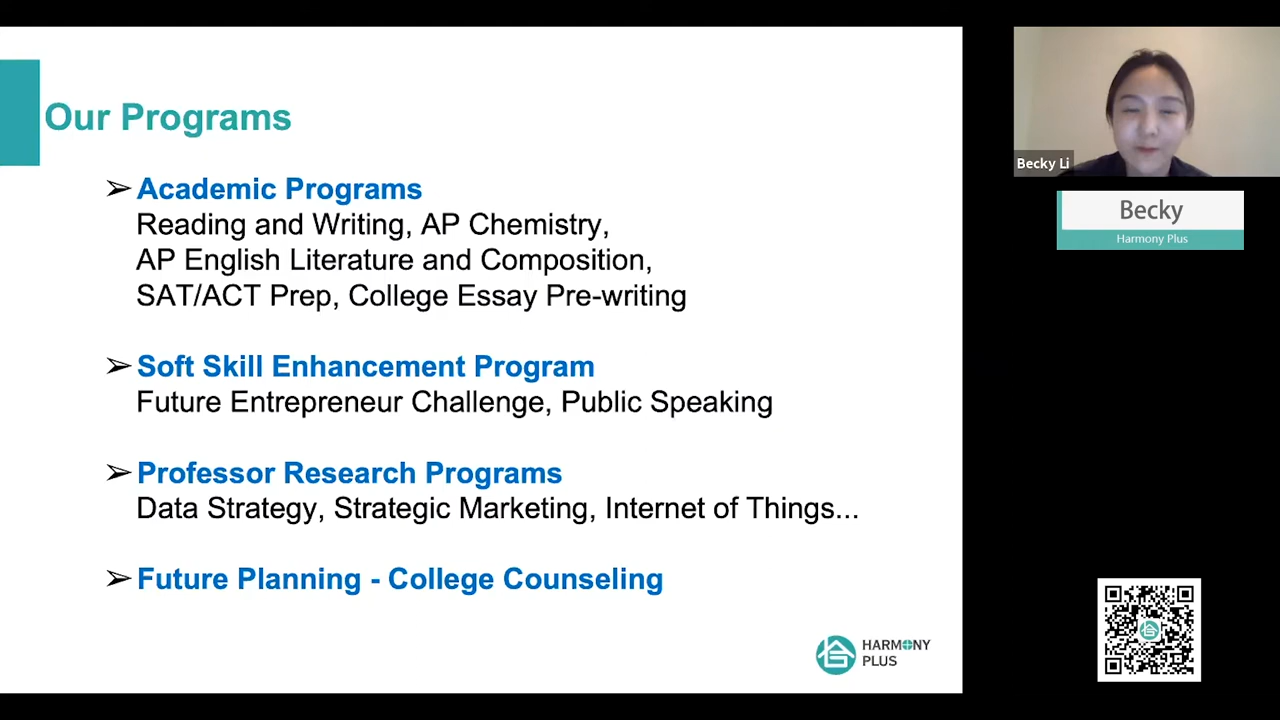 Our Programs
➢ Academic Programs
Reading and Writing, AP Chemistry,
AP English Literature and Composition,
SAT/ACT Prep, College Essay Pre-writing
➢ Soft Skill Enhancement Program
Future Entrepreneur Challenge, Public Speaking
➢ Professor Research Programs
Data Strategy, Strategic Marketing, Internet of Things...
➢ Future Planning - College Counseling
HARMONY
PLUS
Becky Li
Becky
Harmony Plus